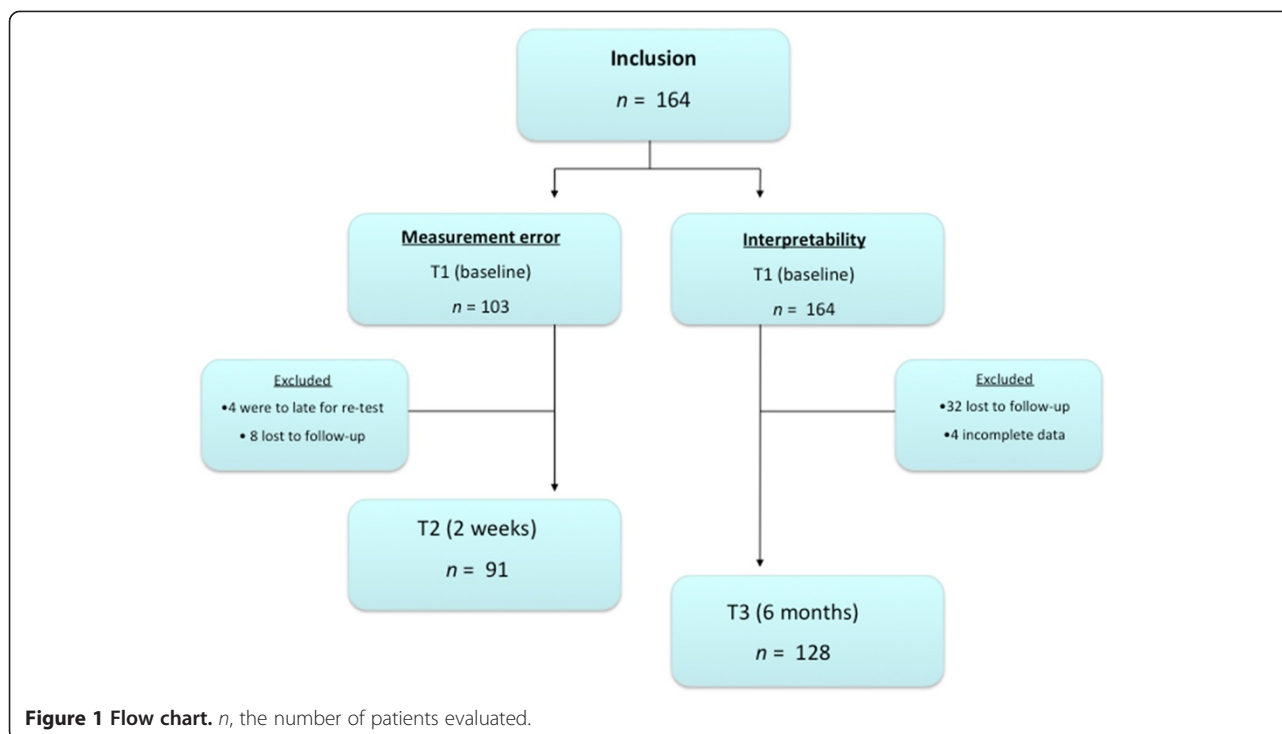 Inclusion
n = 164
Measurement error
T1 (baseline)
n = 103
Interpretability
T1 (baseline)
n = 164
Excluded
•4 were to late for re-test
• 8 lost to follow-up
Excluded
•32 lost to follow-up
•4 incomplete data
T2 (2 weeks)
n = 91
T3 (6 months)
n = 128
Figure 1 Flow chart. n, the number of patients evaluated.